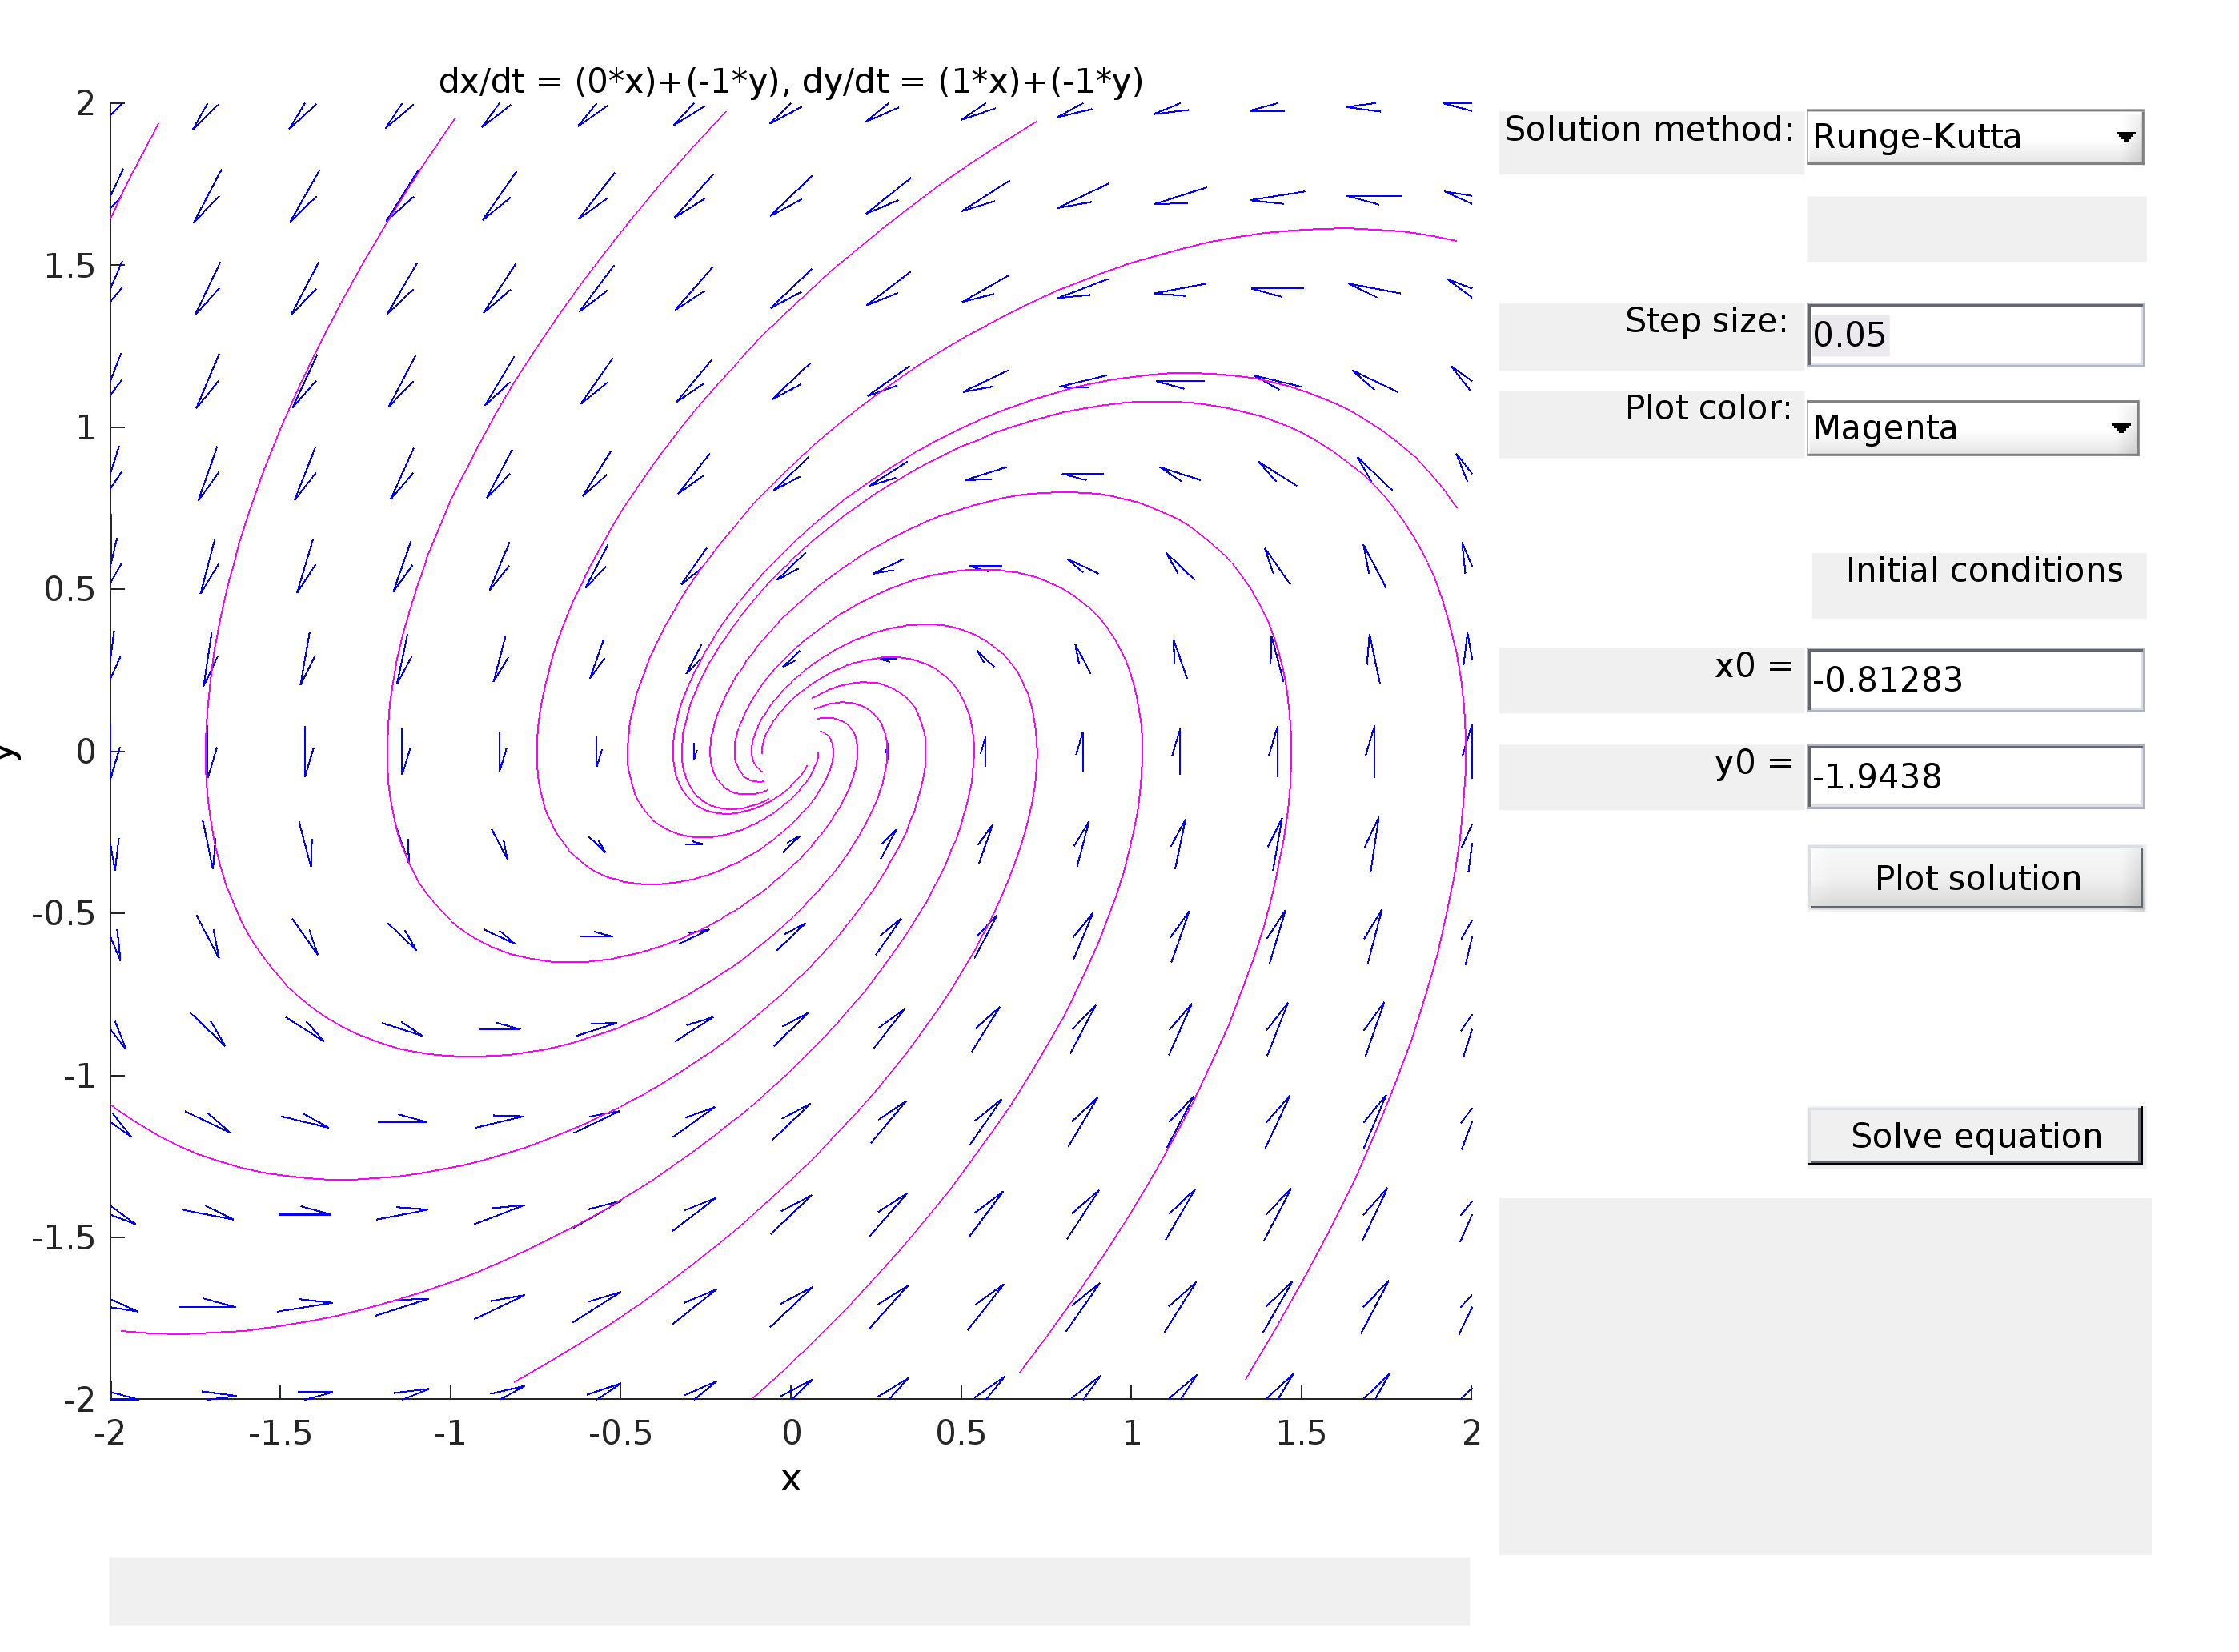 dx/dt = (0*x)+(-1*y), dy/dt = (1*x)+(-1*y)
2
1.5
1
0.5
0
-0.5
-1
-1.5
-2
y
-2
-1.5
-1
-0.5
0
0.5
1
1.5
2
x
Solution method:
Runge-Kutta
Step size:
0.05
Plot color:
Magenta
Initial conditions
x0 =
-0.81283
y0 =
-1.9438
Plot solution
Solve equation